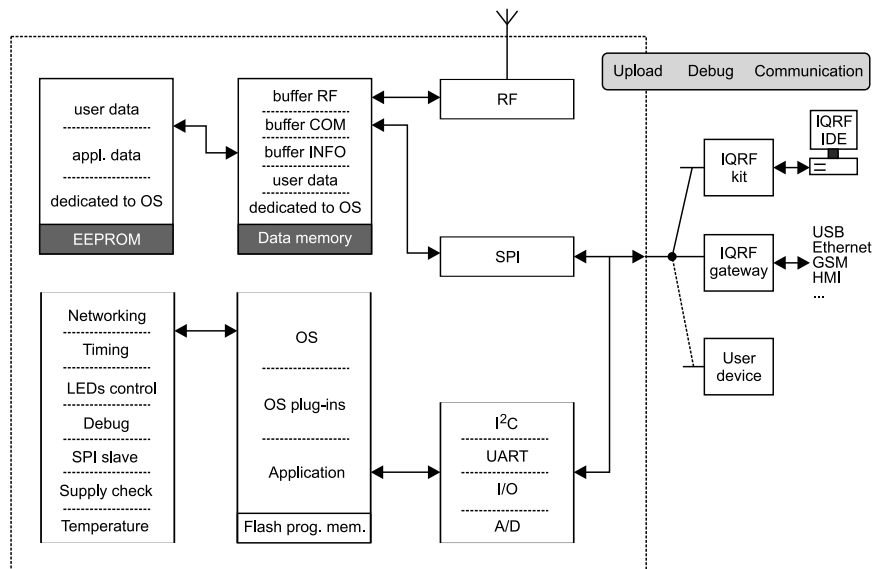 Upload Debug Communication
user data
appl. data
dedicated to OS
EEPROM
buffer RF
buffer COM
buffer INFO
user data
dedicated to OS
Data memory
RF
SPI
IQRF
kit
IQRF
IDE
IQRF
gateway
USB
Ethernet
GSM
HMI
...
User
device
Networking
Timing
LEDs control
Debug
SPI slave
Supply check
Temperature
OS
OS plug-ins
Application
Flash prog. mem.
I²C
UART
I/O
A/D